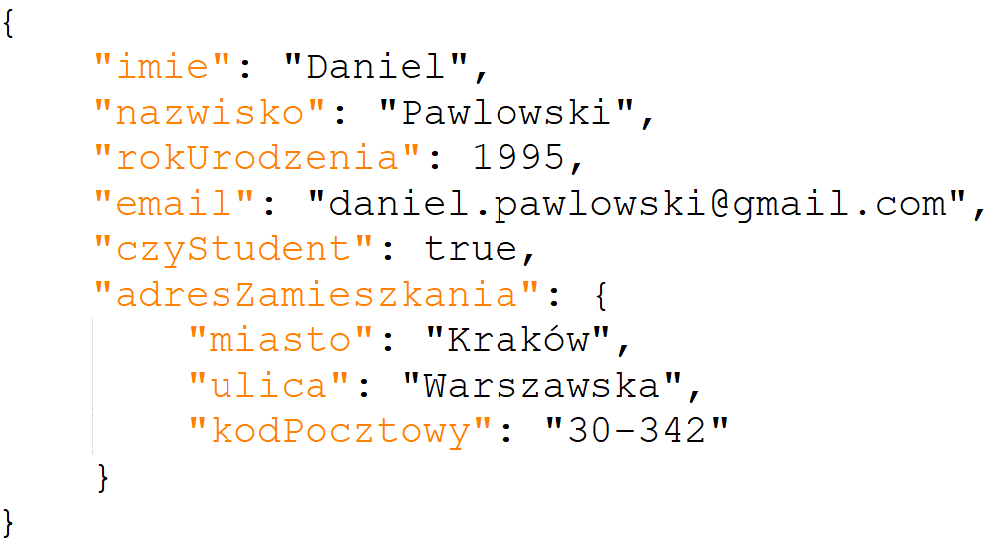 {
"imie": "Daniel",
"nazwisko": "Pawlowski",
"rokUrodzenia": 1995,
"email": "daniel.pawlowski@gmail.com",
"czyStudent": true,
"adresZamieszkania": {
"miasto": "Kraków",
"ulica": "Warszawska",
"kodPocztowy": "30-342"
}
}